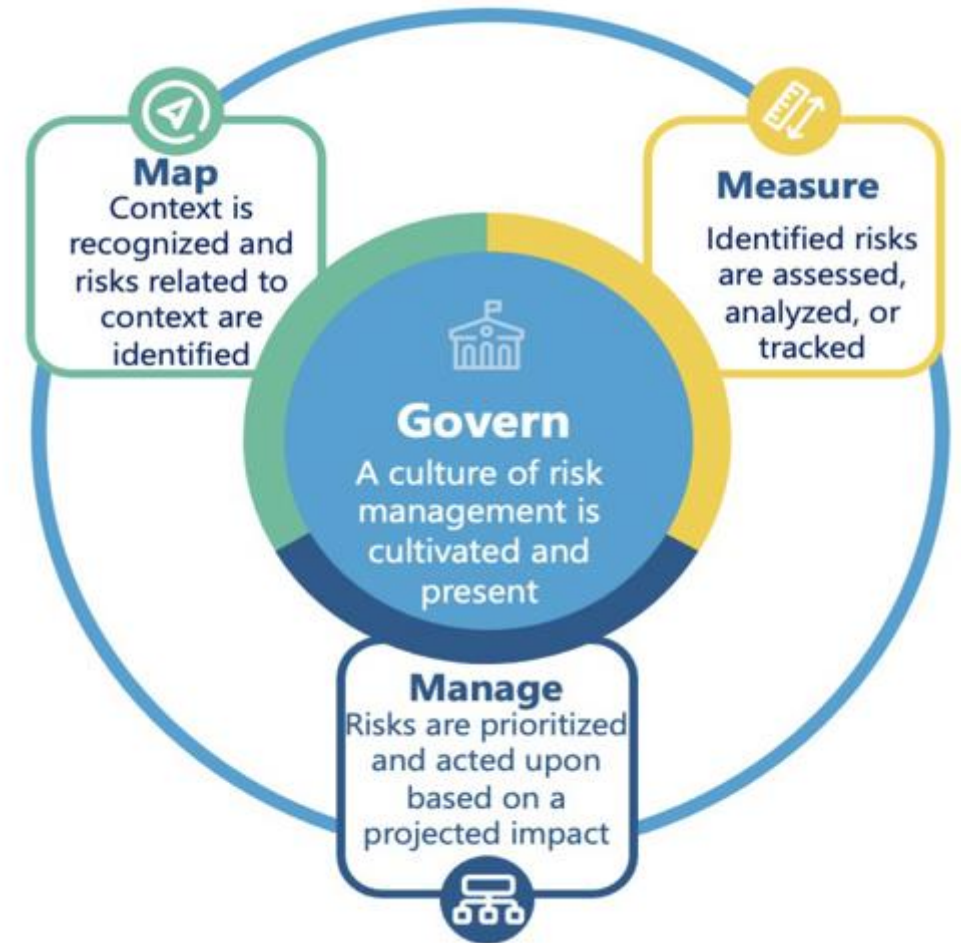 Map
Context is
recognized and
risks related to
context are
identified
Measure
Identified risks
are assessed,
analyzed, or
tracked
Govern
A culture of risk
management is
cultivated and
present
Manage
Risks are prioritized
and acted upon
based on a
projected impact